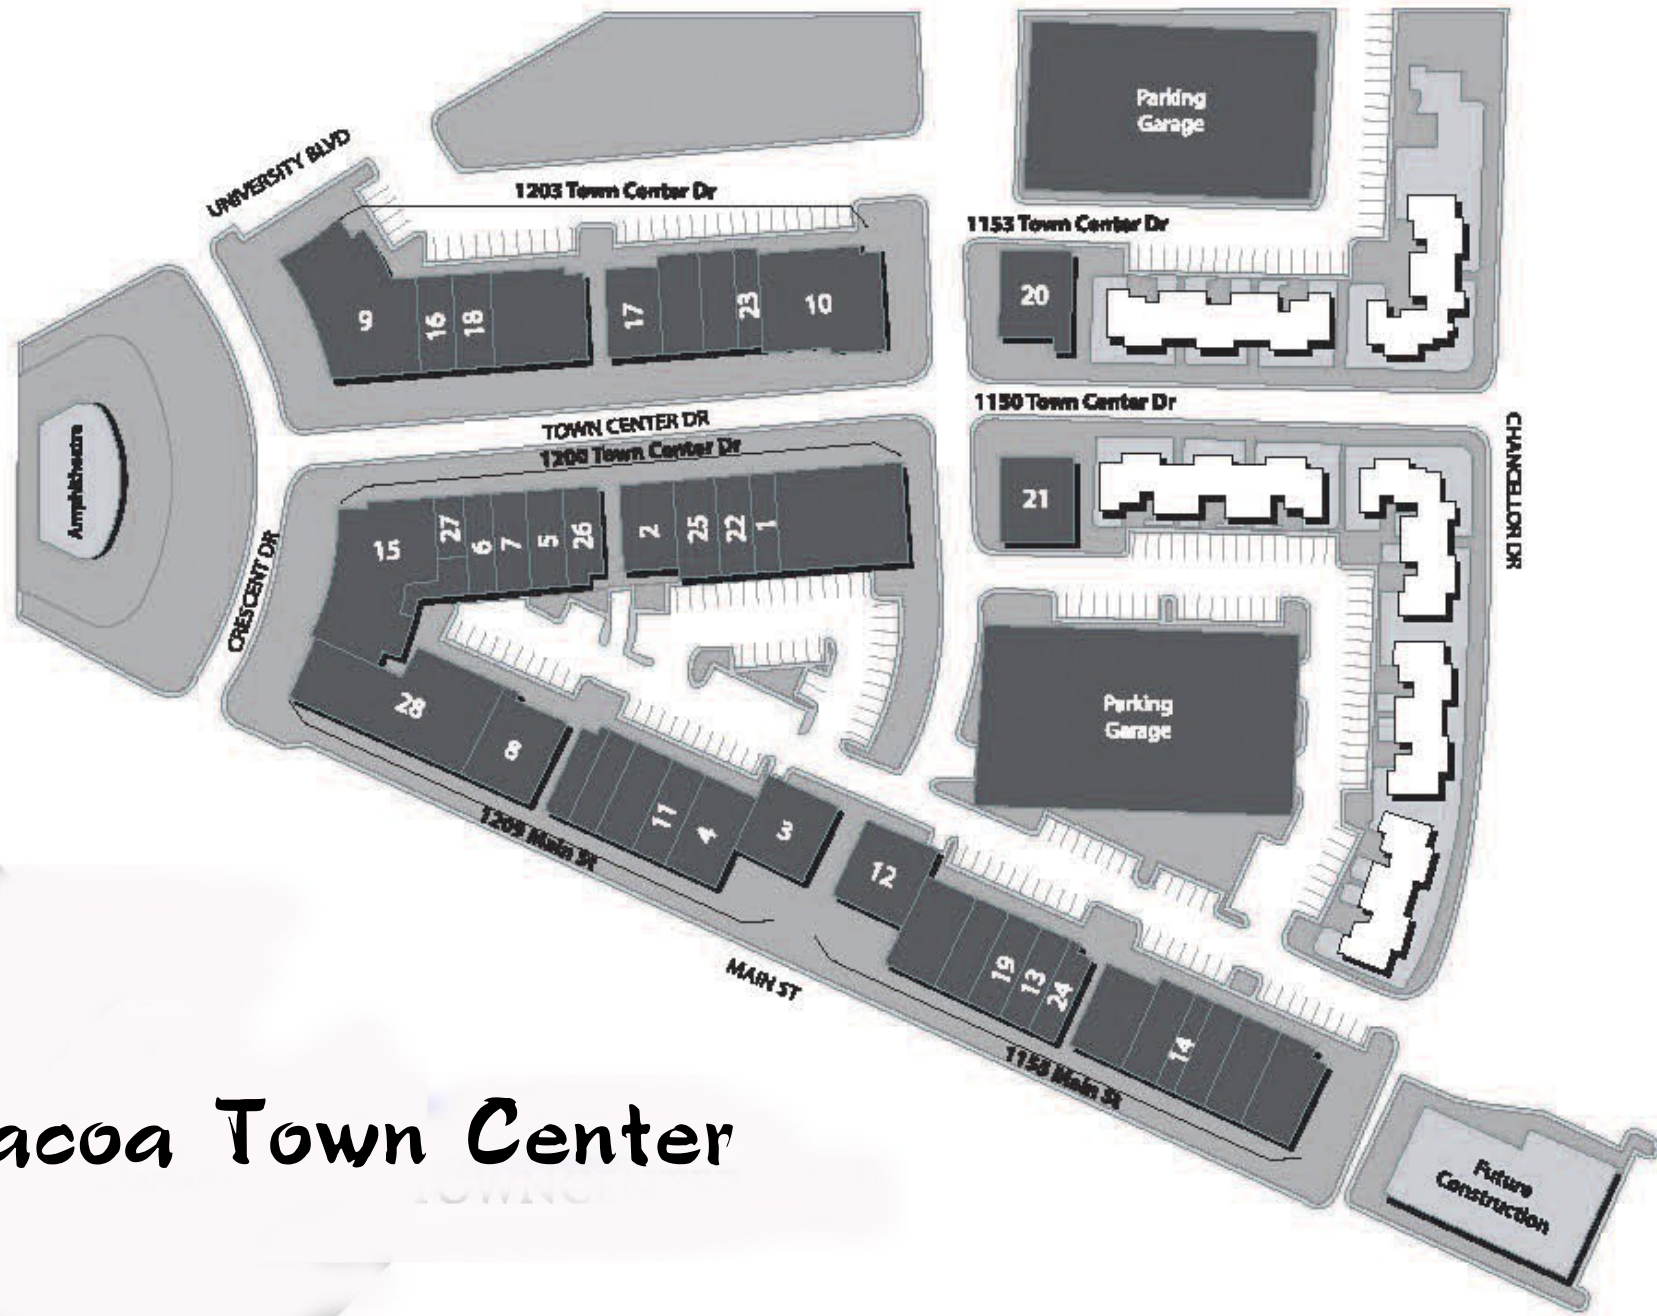 Parking
Garage
UNIVERSITY BLVD
1203 Town Center Dr
1153 Town Center Dr
9
16
18
17
23
10
20
TOWN CENTER DR
1200 Town Center Dr
1150 Town Center Dr
CHANCELLOR DR
Amphitheatre
CRESCENT DR
15
27
6
7
5
26
2
25
22
1
21
28
8
11
4
3
12
Parking
Garage
1209 Main St
MAIN ST
19
13
24
14
1158 Main St
acoa Town Center
TOWNC
Future
Construction